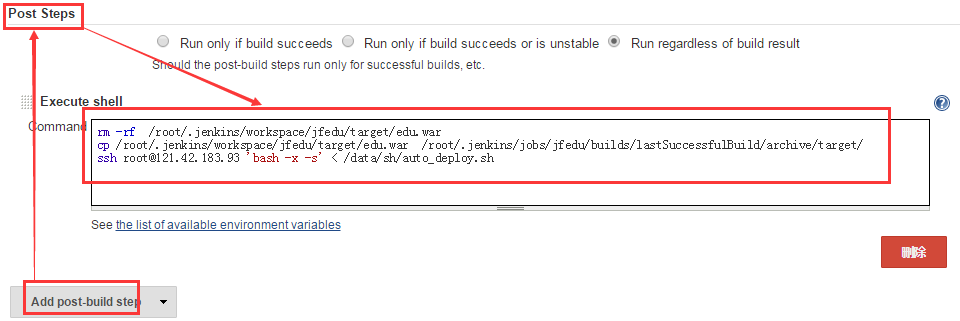 Post Steps
Run only if build succeeds Run only if build succeeds or is unstable Run regardless of build result
Should the post-build steps run only for successful builds, etc.
Execute shell
Command
rm -rf /root/.jenkins/workspace/jfedu/target/edu.war
cp /root/.jenkins/workspace/jfedu/target/edu.war /root/.jenkins/jobs/jfedu/builds/lastSuccessfulBuild/archive/target/
ssh root@121.42.183.93 'bash -x -s' < /data/sh/auto_deploy.sh
See the list of available environment variables
删除
Add post-build step